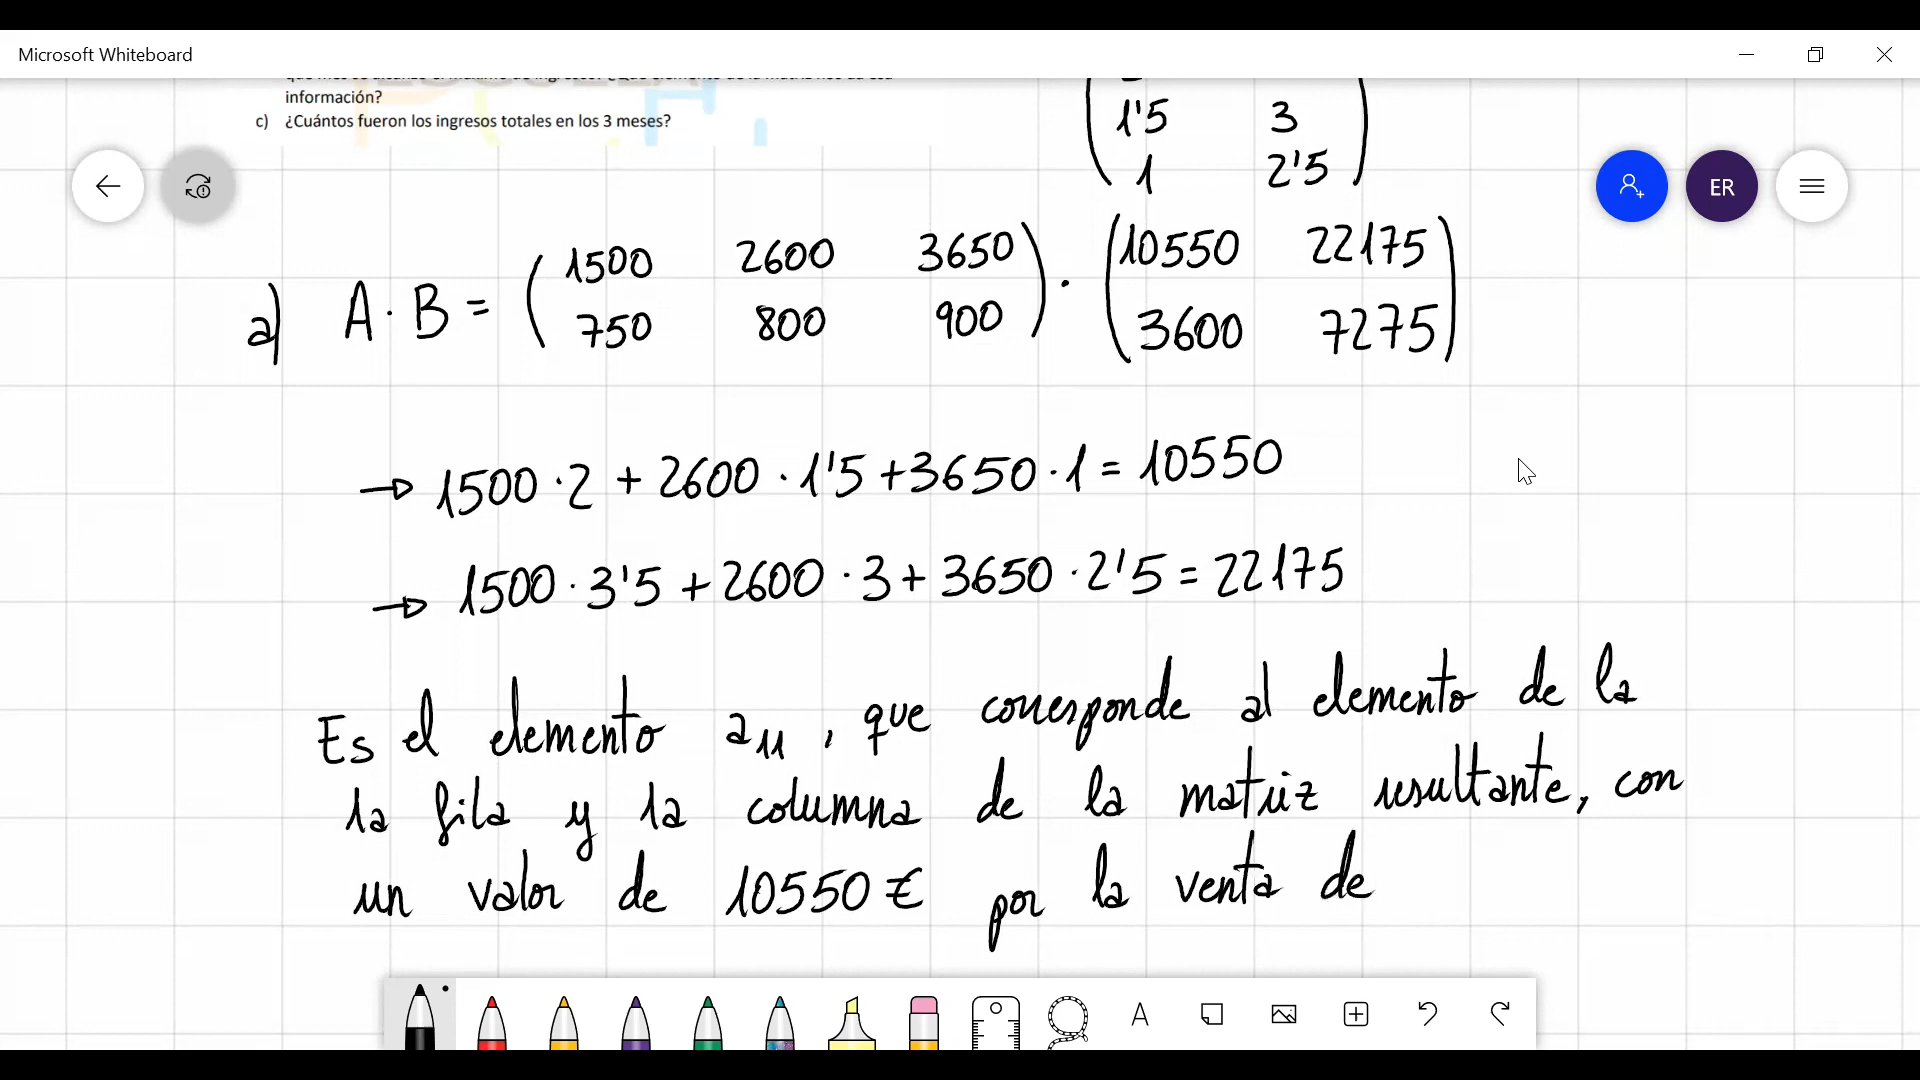 Microsoft Whiteboard
información?
c) ¿Cuántos fueron los ingresos totales en los 3 meses?
1'5 3
1 2'5
a) A · B = ( 1500 2600 3650 ) · ( 10550 22175 )
750 800 900 3600 7275
ER
→ 1500 · 2 + 2600 · 1'5 + 3650 · 1 = 10550
→ 1500 · 3'5 + 2600 · 3 + 3650 · 2'5 = 22175
Es el elemento a11, que corresponde al elemento de la
1a fila y 1a columna de la matriz resultante, con
un valor de 10550 € por la venta de